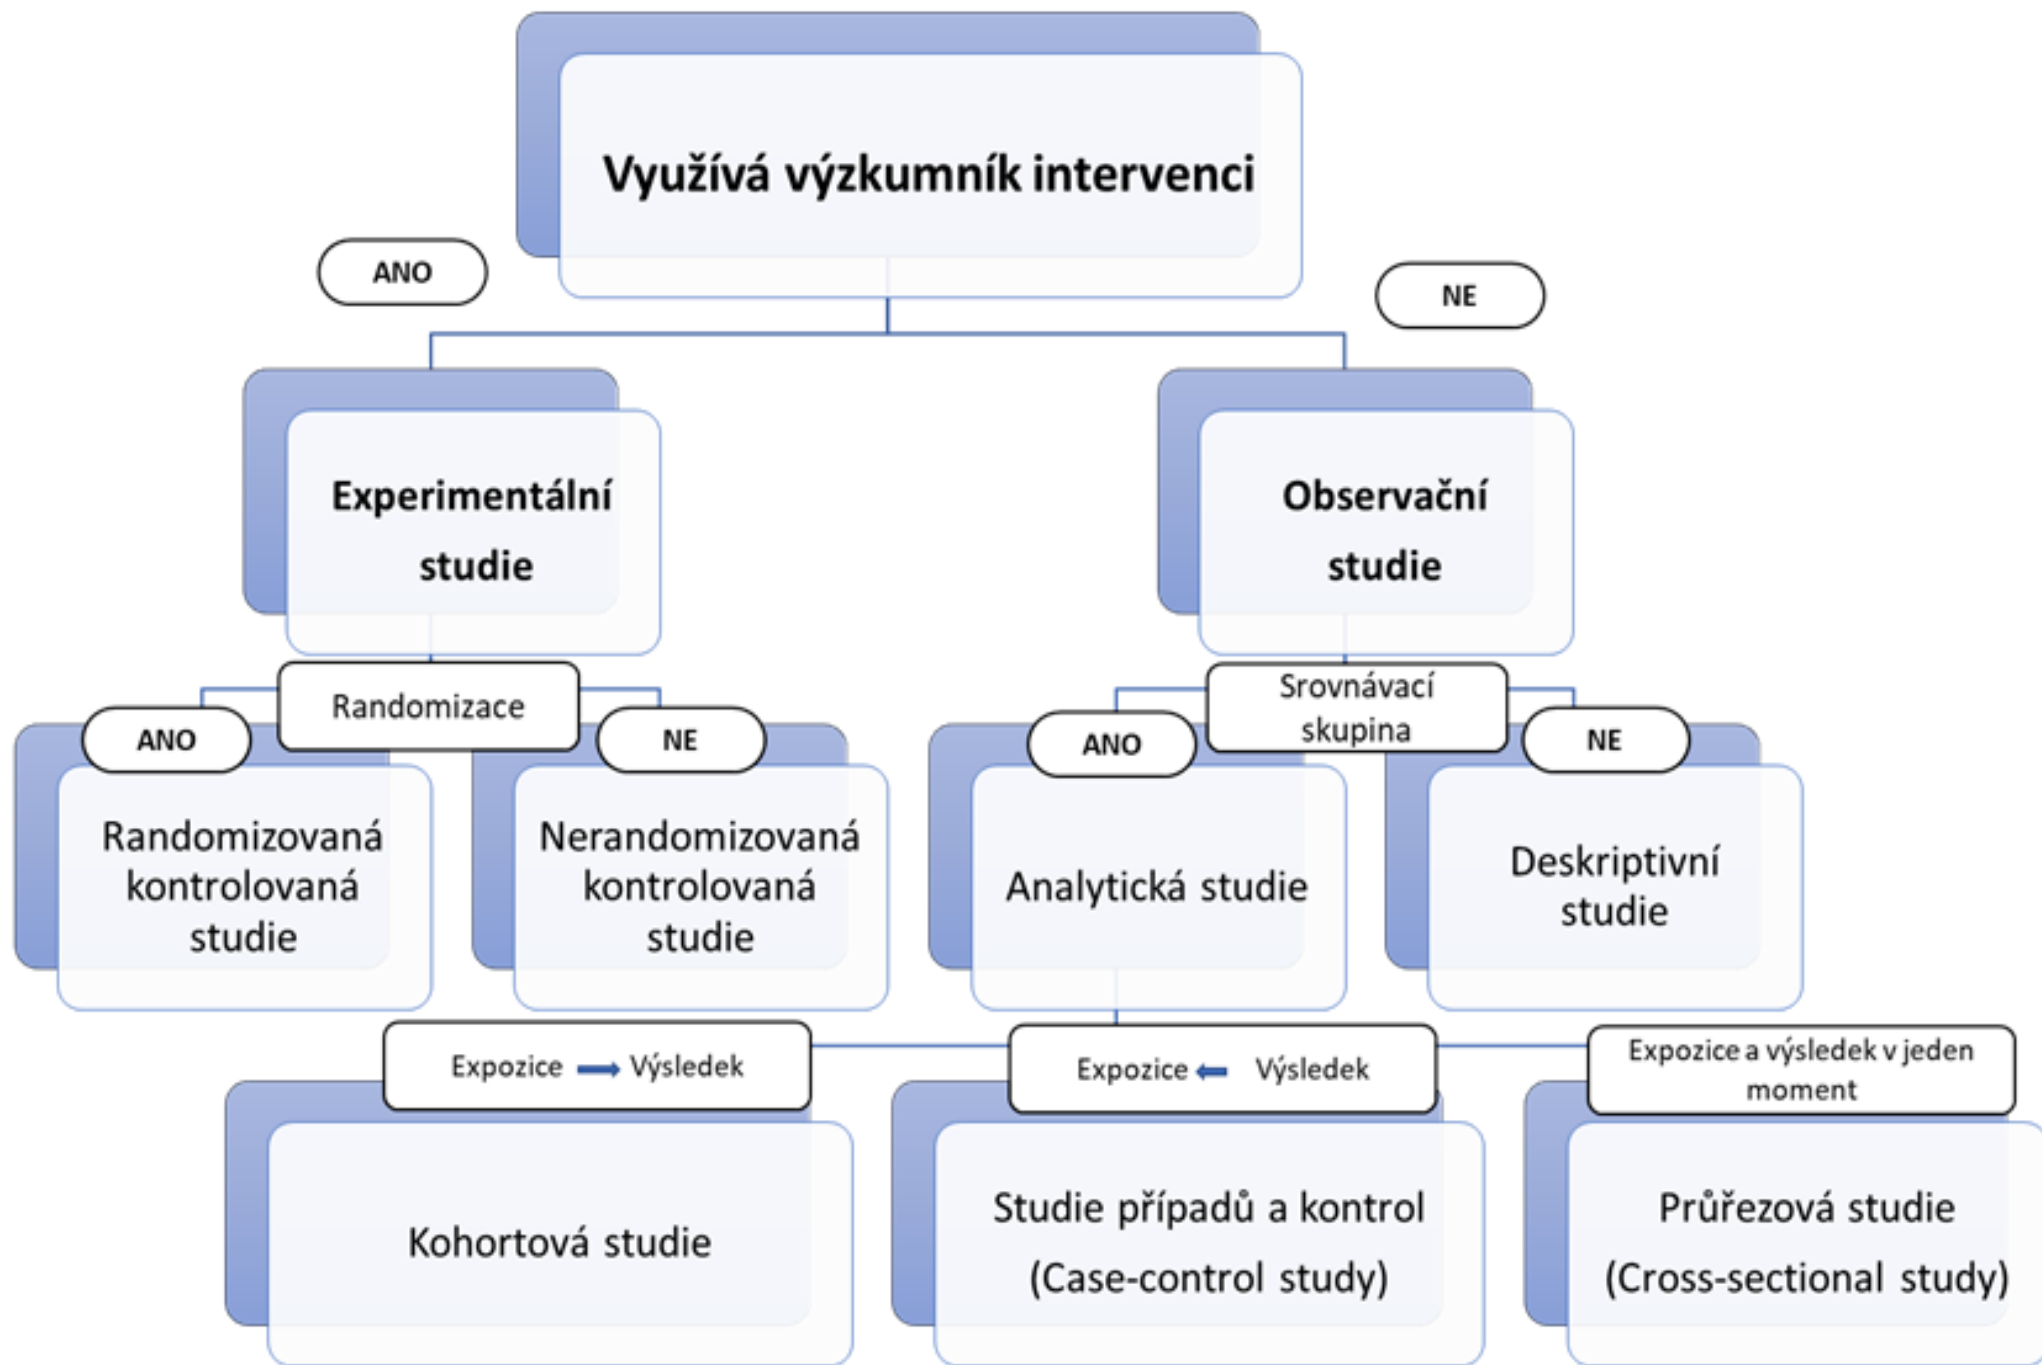 Využívá výzkumník intervenci
ANO
NE
Experimentální
studie
Observační
studie
Randomizace
ANO
NE
Srovnávací
skupina
ANO
NE
Randomizovaná
kontrolovaná
studie
Nerandomizovaná
kontrolovaná
studie
Analytická studie
Deskriptivní
studie
Expozice Výsledek
Expozice Výsledek
Expozice a výsledek v jeden
moment
Kohortová studie
Studie případů a kontrol
(Case-control study)
Průřezová studie
(Cross-sectional study)